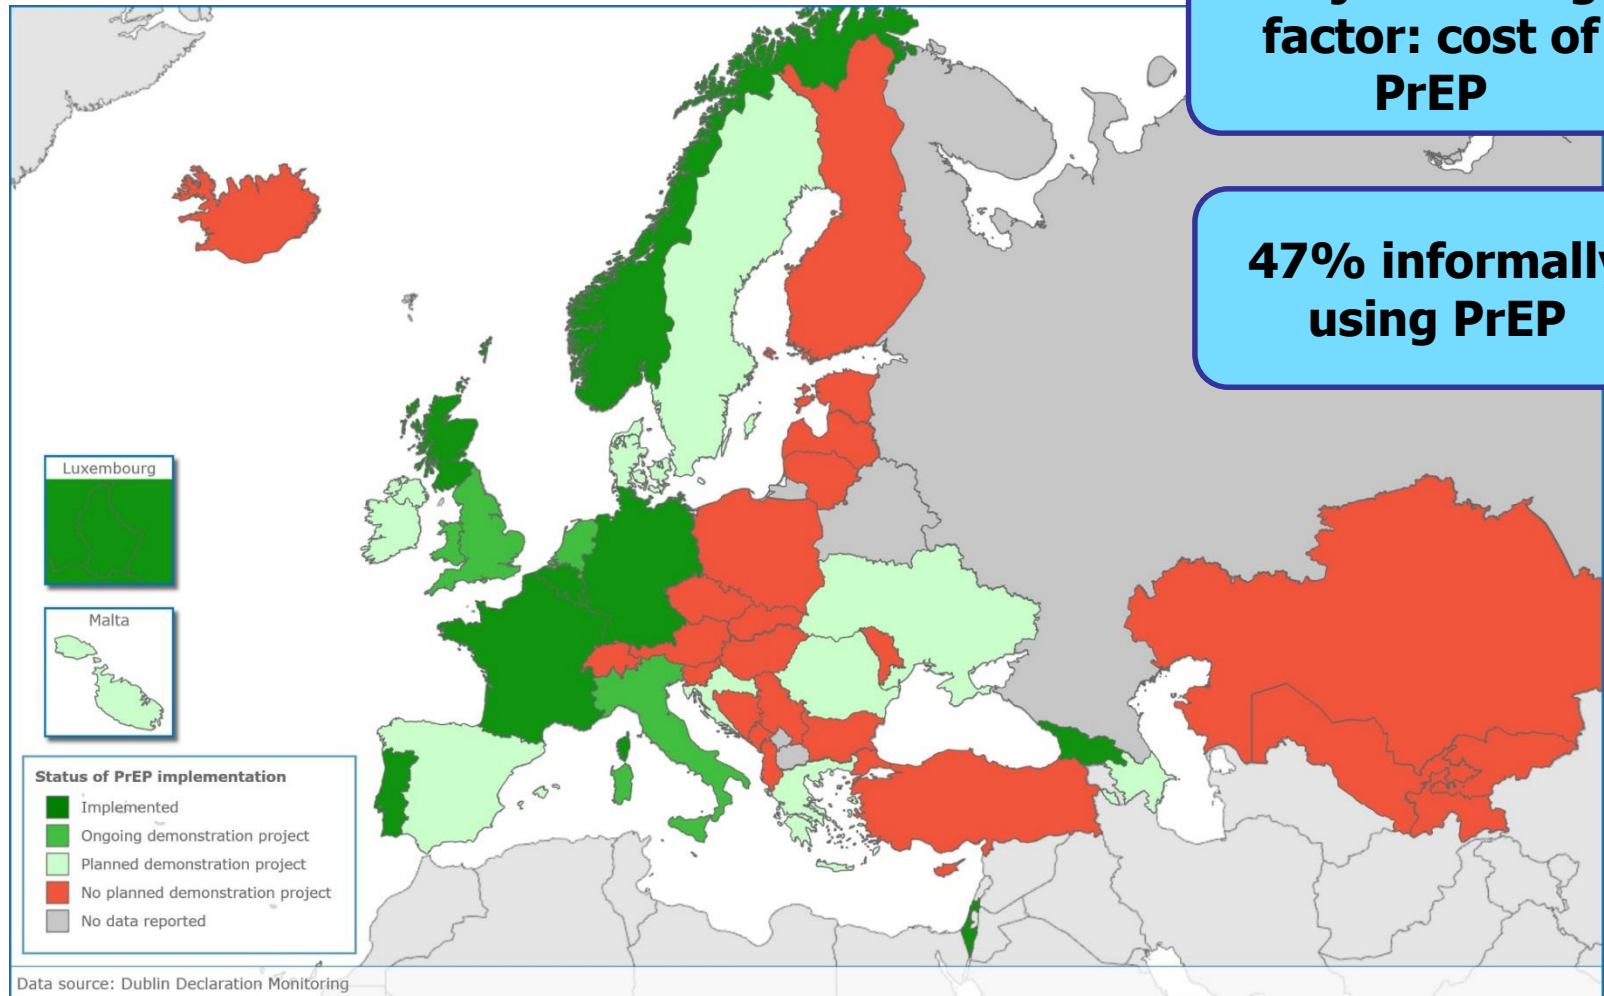 factor: cost of
PrEP
47% informally
using PrEP
Luxembourg
Malta
Status of PrEP implementation
Implemented
Ongoing demonstration project
Planned demonstration project
No planned demonstration project
No data reported
Data source: Dublin Declaration Monitoring